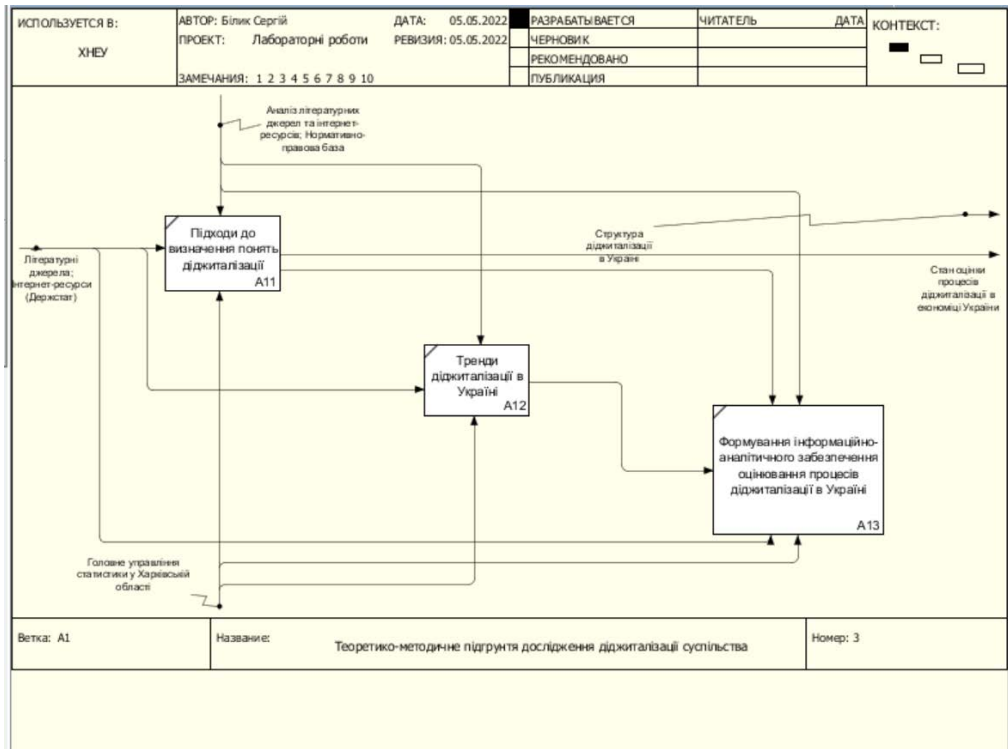 ИСПОЛЬЗУЕТСЯ В:
ХНЕУ
АВТОР: Білик Сергій
ДАТА: 05.05.2022
ПРОЕКТ: Лабораторні роботи
РЕВИЗИЯ: 05.05.2022
ЗАМЕЧАНИЯ: 1 2 3 4 5 6 7 8 9 10
РАЗРАБАТЫВАЕТСЯ
ЧЕРНОВИК
РЕКОМЕНДОВАНО
ПУБЛИКАЦИЯ
ЧИТАТЕЛЬ
ДАТА
КОНТЕКСТ:
Аналіз літературних
джерел та інтернет-
ресурсів; Нормативно-
правова база
Підходи до
визначення понять
діджиталізації
A11
Літературні
джерела;
Інтернет-ресурси
(Держстат)
Структура
діджиталізації
в Україні
Стан оцінки
процесів
діджиталізації в
економіці України
Тренди
діджиталізації в
Україні
A12
Формування інформаційно-
аналітичного забезпечення
оцінювання процесів
діджиталізації в Україні
A13
Головне управління
статистики у Харківській
області
Ветка: A1
Название:
Теоретико-методичне підгрунтя дослідження діджиталізації суспільства
Номер: 3